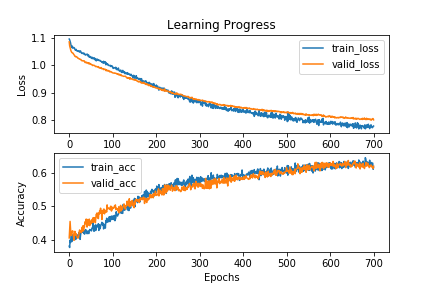 Learning Progress
1.1
1.0
0.9
0.8
Loss
train_loss
valid_loss
0 100 200 300 400 500 600 700
0.6
0.5
0.4
Accuracy
train_acc
valid_acc
0 100 200 300 400 500 600 700
Epochs